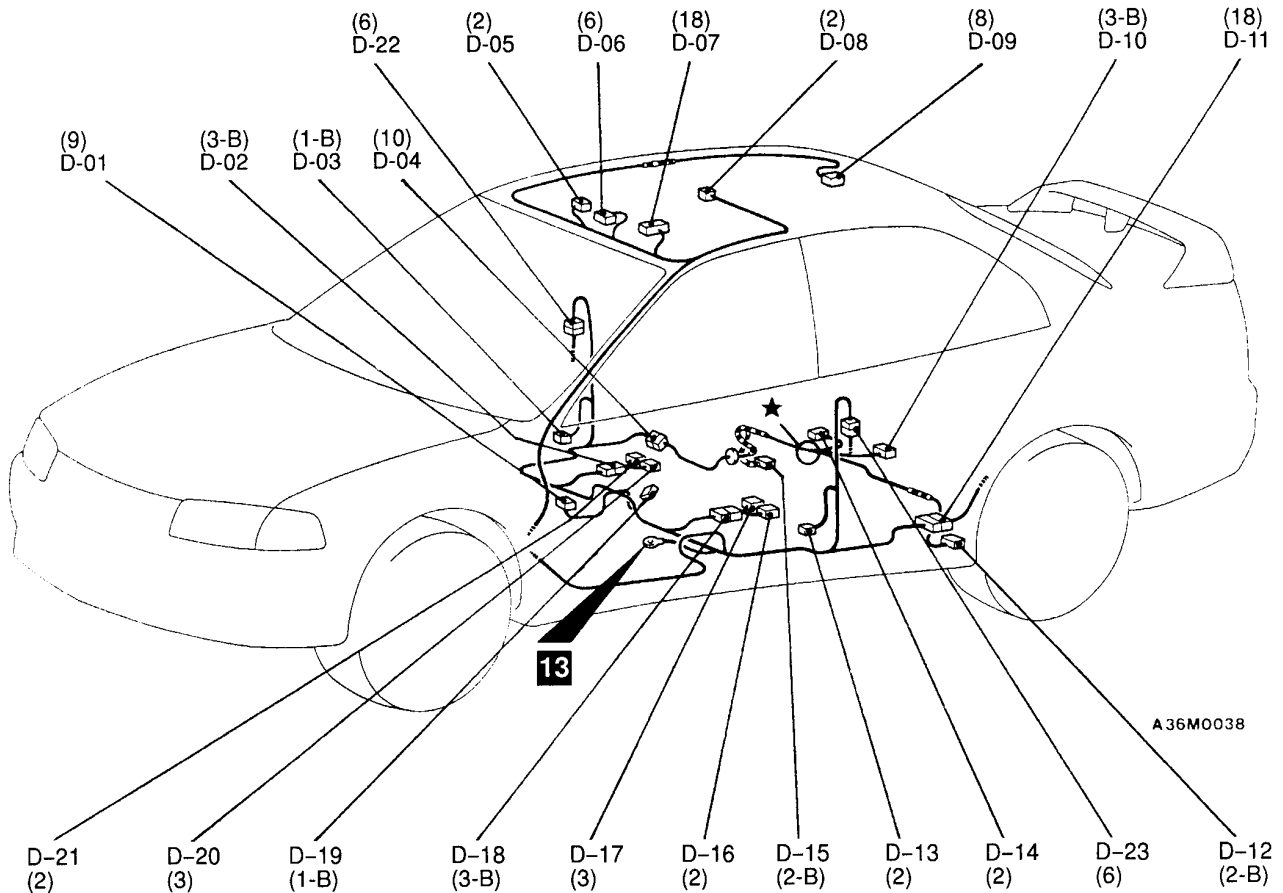 (6)
D-22
(2)
D-05
(6)
D-06
(18)
D-07
(2)
D-08
(8)
D-09
(3-B)
D-10
(18)
D-11
(9)
D-01
(3-B)
D-02
(1-B)
D-03
(10)
D-04
13
A36M0038
D-21
(2)
D-20
(3)
D-19
(1-B)
D-18
(3-B)
D-17
(3)
D-16
(2)
D-15
(2-B)
D-13
(2)
D-14
(2)
D-23
(6)
D-12
(2-B)